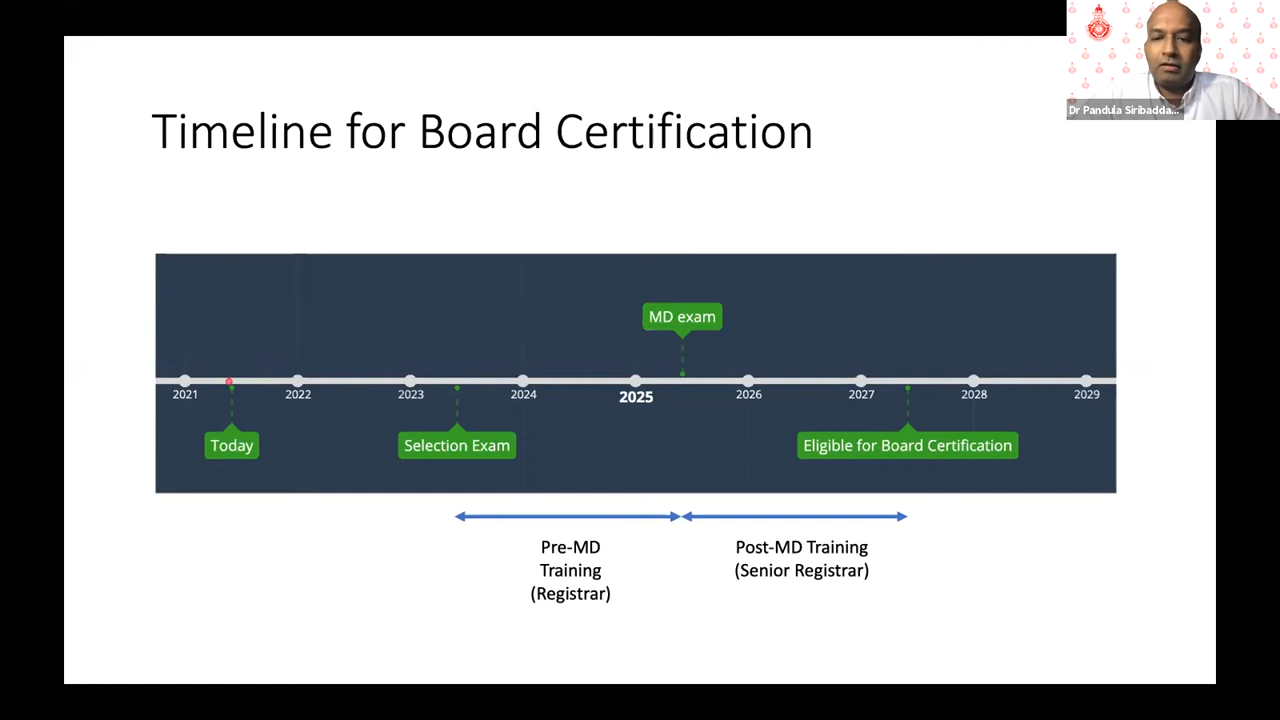 Dr Pandula Siribadda...
Timeline for Board Certification
MD exam
2021 2022 2023 2024 2025 2026 2027 2028 2029
Today Selection Exam Eligible for Board Certification
Pre-MD
Training
(Registrar)
Post-MD Training
(Senior Registrar)